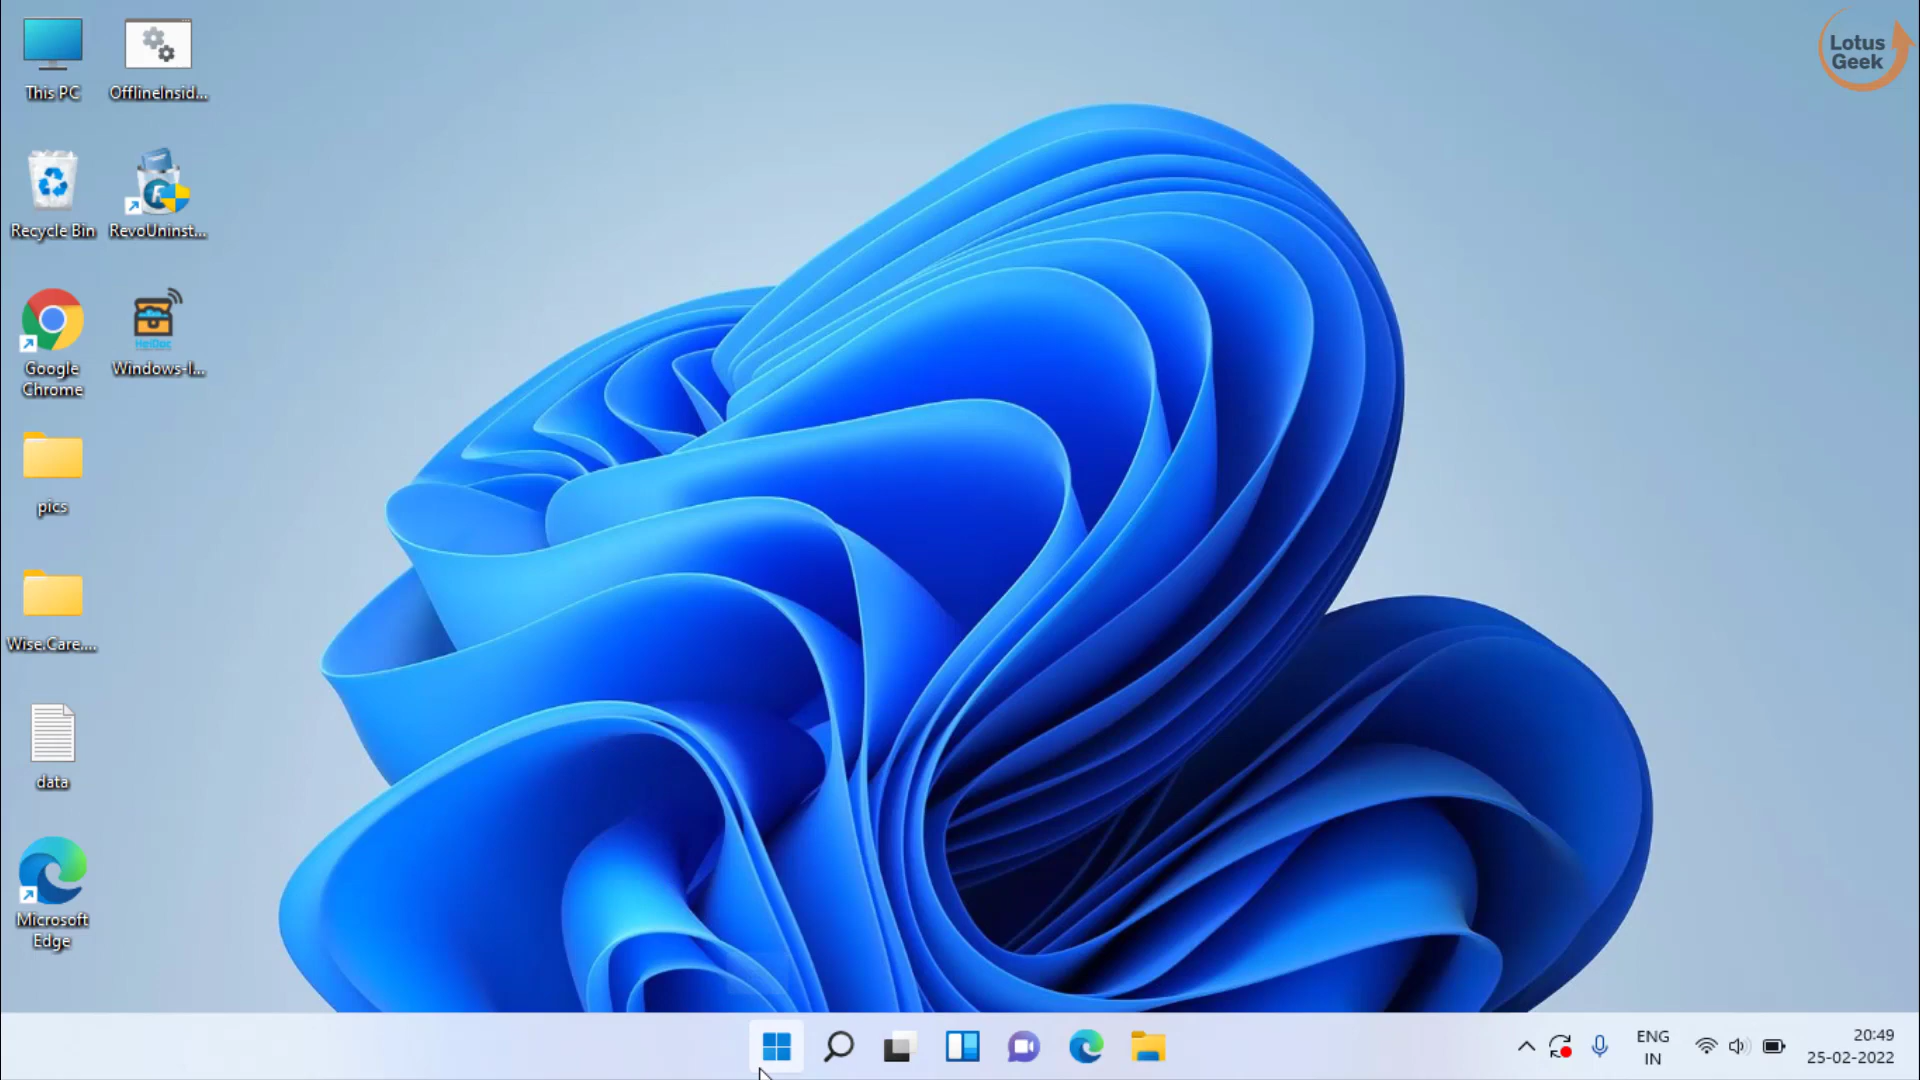 This PC
OfflineInsid...
Recycle Bin
RevoUninst...
Google
Chrome
HeiDoc
Windows-I...
pics
Wise.Care....
data
Microsoft
Edge
Lotus
Geek
ENG
IN
20:49
25-02-2022